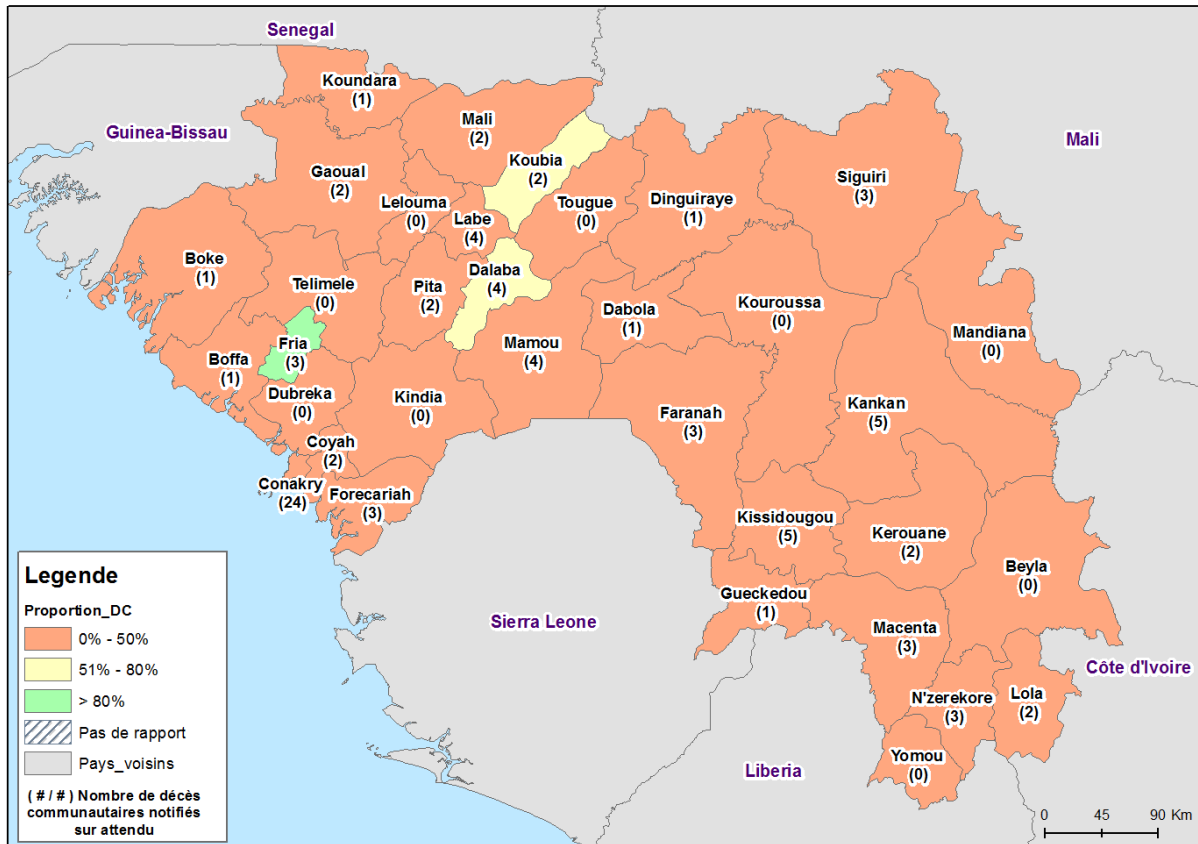 Senegal
Koundara
(1)
Guinea-Bissau
Mali
(2)
Mali
Koubia
(2)
Gaoual
(2)
Siguiri
(3)
Lelouma
(0)
Tougue
(0)
Dinguiraye
(1)
Labe
(4)
Boke
(1)
Telimele
(0)
Pita
(2)
Dalaba
(4)
Dabola
(1)
Kouroussa
(0)
Mandiana
(0)
Fria
(3)
Boffa
(1)
Mamou
(4)
Dubreka
(0)
Kindia
(0)
Faranah
(3)
Kankan
(5)
Coyah
(2)
Conakry
(24)
Forecariah
(3)
Kissidougou
(5)
Kerouane
(2)
Beyla
(0)
Gueckedou
(1)
Sierra Leone
Macenta
(3)
Côte d'Ivoire
N'zerekore
(3)
Lola
(2)
Yomou
(0)
Liberia
Legende
Proportion_DC
0% - 50%
51% - 80%
> 80%
Pas de rapport
Pays_voisins
( # / # ) Nombre de décès
communautaires notifiés
sur attendu
0 45 90 Km